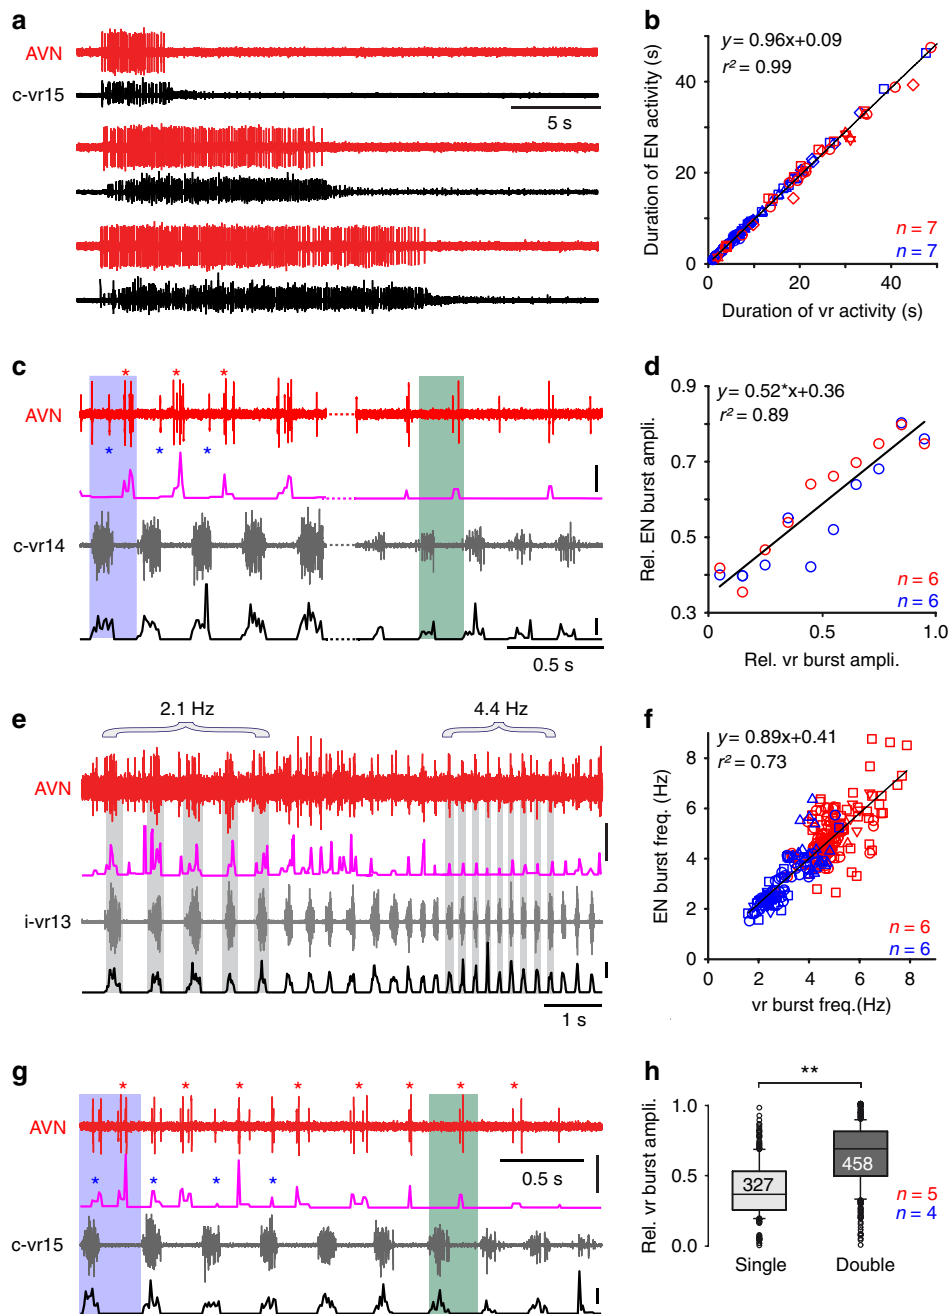 a
AVN
c-vr15
5 s
b
y = 0.96x+0.09
r² = 0.99
Duration of EN activity (s)
40
20
0
0
20
40
n = 7
n = 7
Duration of vr activity (s)
c
* * *
AVN
* * *
c-vr14
0.5 s
d
y = 0.52*x+0.36
r² = 0.89
Rel. EN burst ampli.
0.9
0.7
0.5
0.3
0
0.5
1.0
n = 6
n = 6
Rel. vr burst ampli.
e
2.1 Hz
4.4 Hz
AVN
i-vr13
1 s
f
y = 0.89x+0.41
r² = 0.73
EN burst freq. (Hz)
8
6
4
2
0
0
2
4
6
8
n = 6
n = 6
vr burst freq.(Hz)
g
* * * * * * * *
AVN
0.5 s
* * * *
c-vr15
h
**
Rel. vr burst ampli.
1.0
0.5
0.0
327
458
n = 5
n = 4
Single
Double